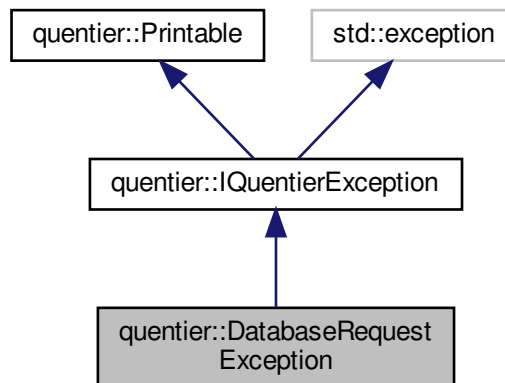 quentier::Printable
std::exception
quentier::IQuentierException
quentier::DatabaseRequest
Exception